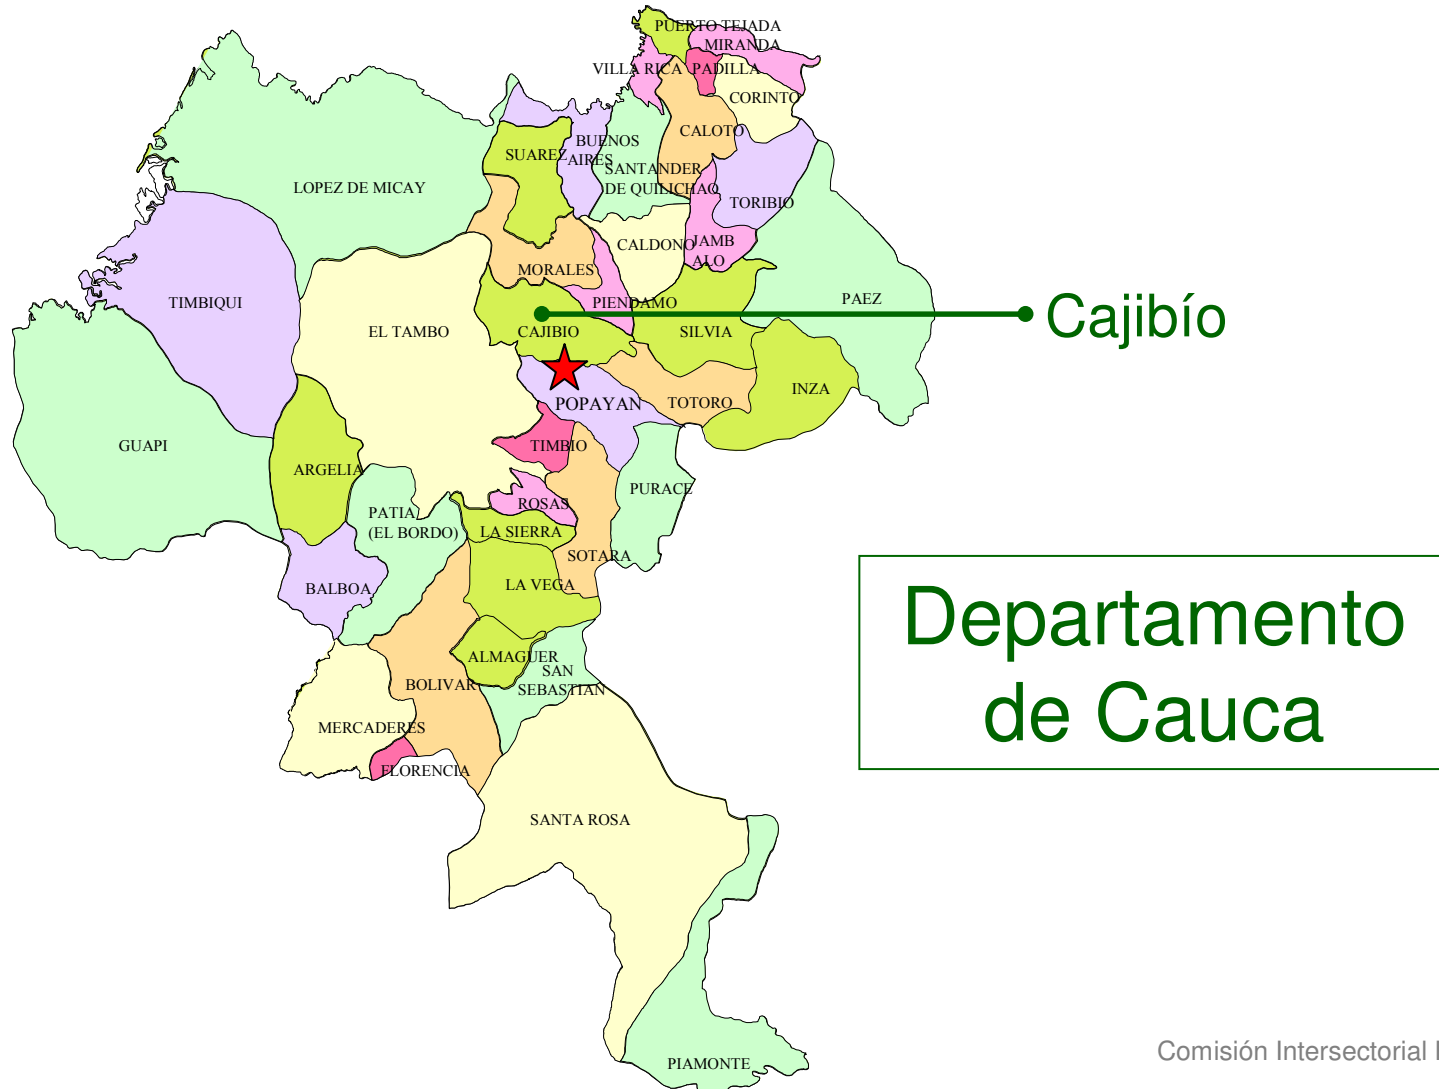 PUERTO TEJADA
MIRANDA
VILLA RICA
PADILLA
CORINTO
CALOTO
BUENOS
AIRES
SUAREZ
SANTANDER
DE QUILICHAO
LOPEZ DE MICAY
TORIBIO
CALDONO
JAMB
ALO
MORALES
TIMBIQUI
PIENDAMO
PAEZ
EL TAMBO
CAJIBIO
SILVIA
Cajibío
INZA
POPAYAN
TOTORO
GUAPI
TIMBIO
ARGELIA
PURACE
ROSAS
PATIA
(EL BORDO)
LA SIERRA
SOTARA
LA VEGA
BALBOA
Departamento
de Cauca
ALMAGUER
SAN
SEBASTIAN
BOLIVAR
MERCADERES
FLORENCIA
SANTA ROSA
PIAMONTE
Comisión Intersectorial